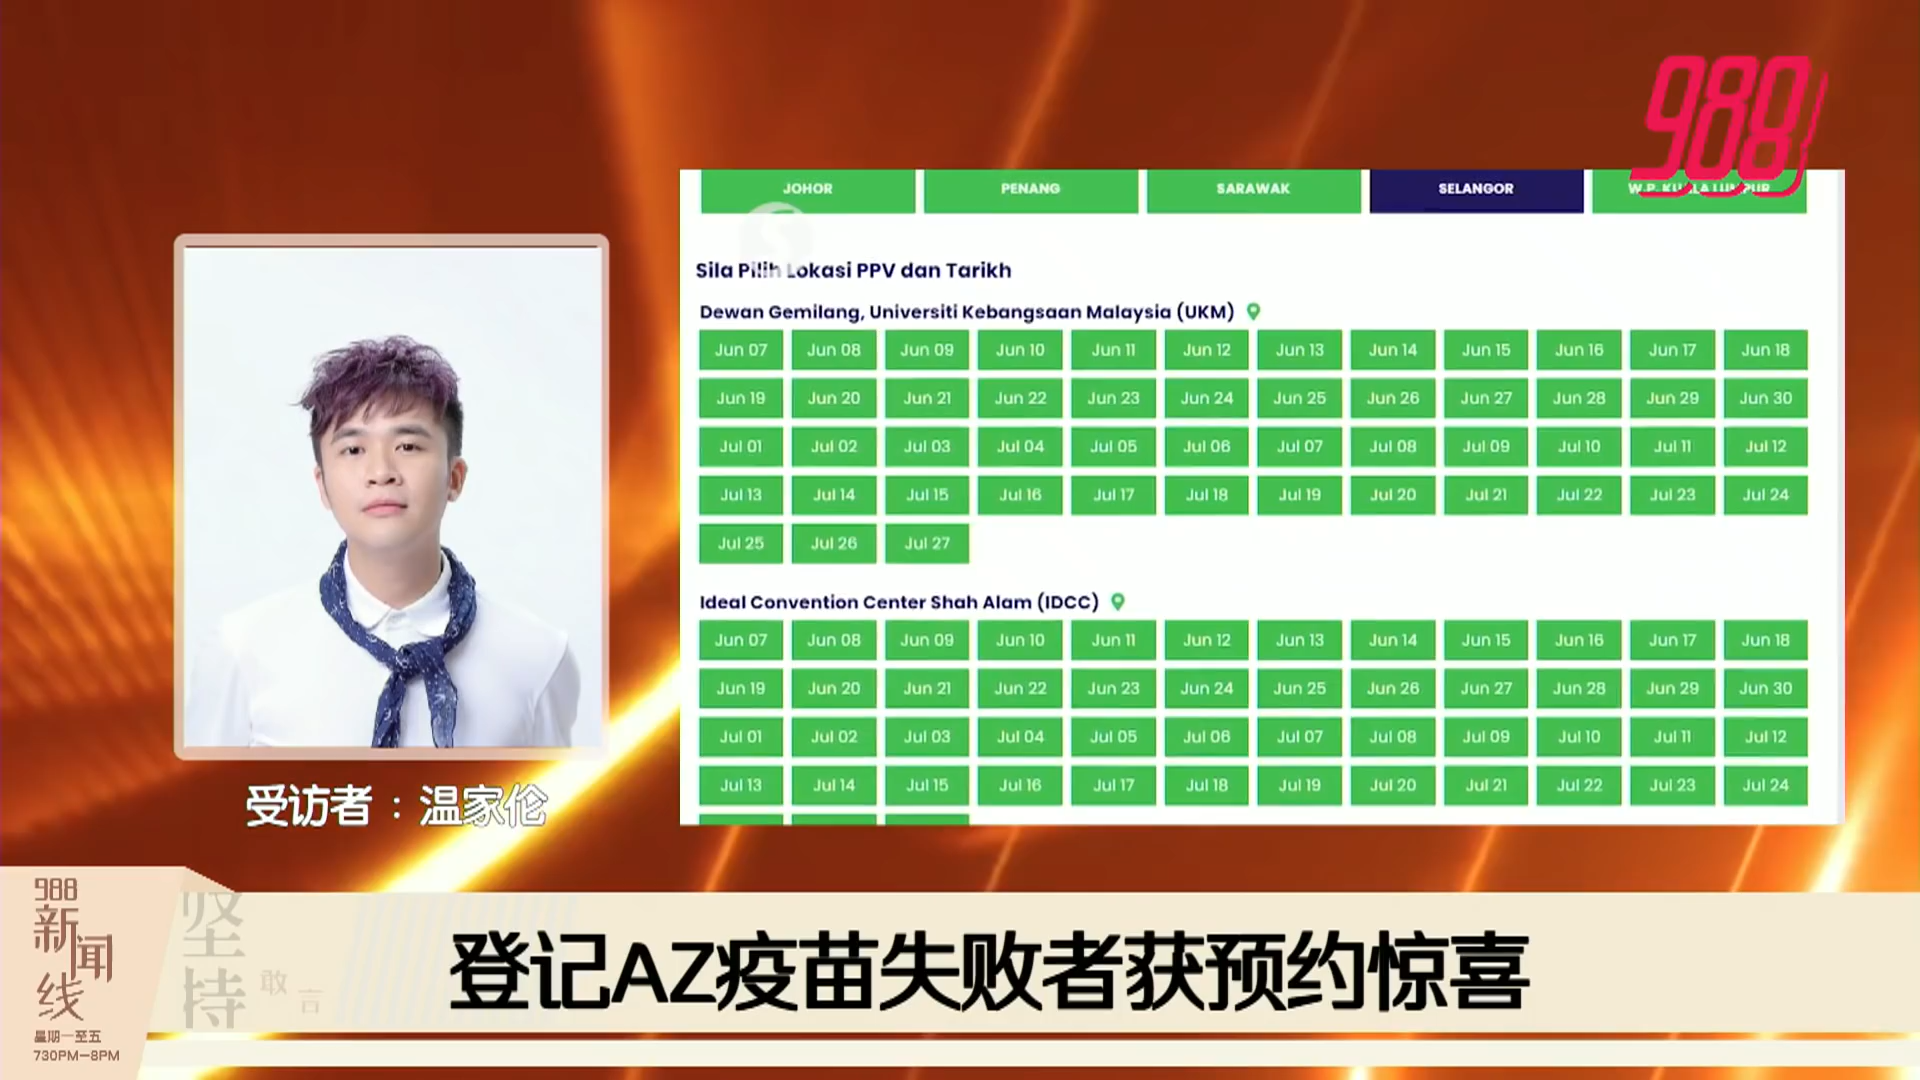 988
JOHOR PENANG SARAWAK SELANGOR W.P. KUALA LUMPUR
Sila Pilih Lokasi PPV dan Tarikh
Dewan Gemilang, Universiti Kebangsaan Malaysia (UKM)
Jun 07 Jun 08 Jun 09 Jun 10 Jun 11 Jun 12 Jun 13 Jun 14 Jun 15 Jun 16 Jun 17 Jun 18
Jun 19 Jun 20 Jun 21 Jun 22 Jun 23 Jun 24 Jun 25 Jun 26 Jun 27 Jun 28 Jun 29 Jun 30
Jul 01 Jul 02 Jul 03 Jul 04 Jul 05 Jul 06 Jul 07 Jul 08 Jul 09 Jul 10 Jul 11 Jul 12
Jul 13 Jul 14 Jul 15 Jul 16 Jul 17 Jul 18 Jul 19 Jul 20 Jul 21 Jul 22 Jul 23 Jul 24
Jul 25 Jul 26 Jul 27
Ideal Convention Center Shah Alam (IDCC)
Jun 07 Jun 08 Jun 09 Jun 10 Jun 11 Jun 12 Jun 13 Jun 14 Jun 15 Jun 16 Jun 17 Jun 18
Jun 19 Jun 20 Jun 21 Jun 22 Jun 23 Jun 24 Jun 25 Jun 26 Jun 27 Jun 28 Jun 29 Jun 30
Jul 01 Jul 02 Jul 03 Jul 04 Jul 05 Jul 06 Jul 07 Jul 08 Jul 09 Jul 10 Jul 11 Jul 12
Jul 13 Jul 14 Jul 15 Jul 16 Jul 17 Jul 18 Jul 19 Jul 20 Jul 21 Jul 22 Jul 23 Jul 24
受访者：温家伦
988
新闻线
星期一至五
730PM-8PM
坚持敢言
登记AZ疫苗失败者获预约惊喜